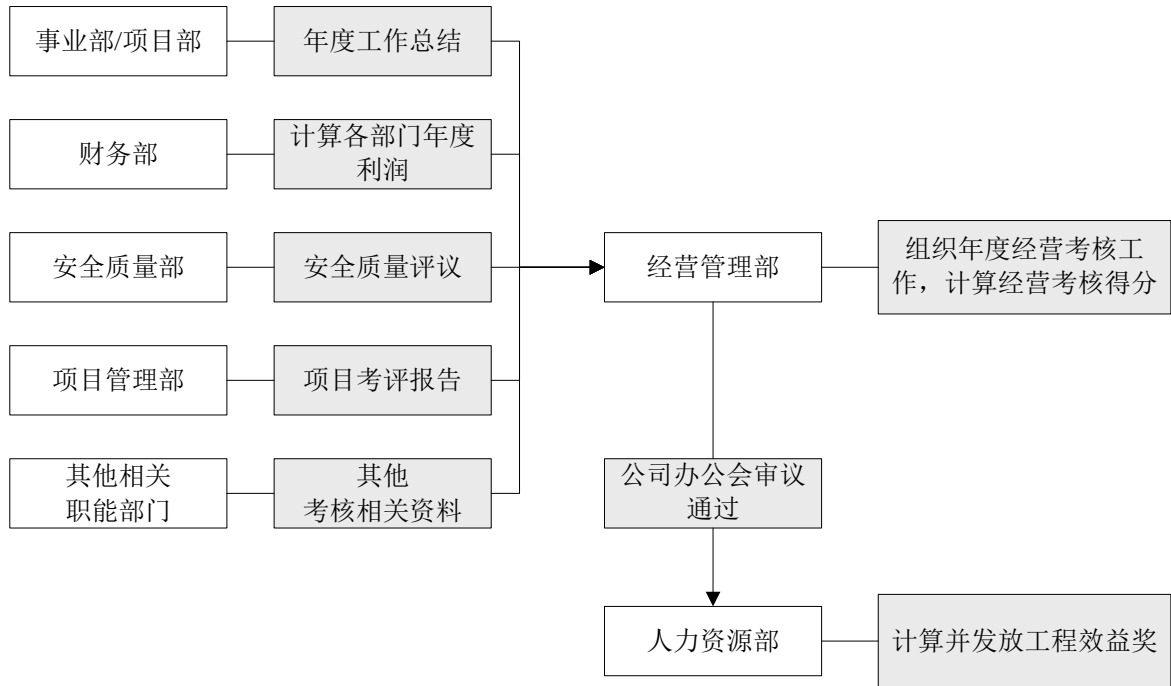 事业部/项目部
年度工作总结
财务部
计算各部门年度
利润
安全质量部
安全质量评议
经营管理部
组织年度经营考核工
作，计算经营考核得分
项目管理部
项目考评报告
其他相关
职能部门
其他
考核相关资料
公司办公会审议
通过
人力资源部
计算并发放工程效益奖